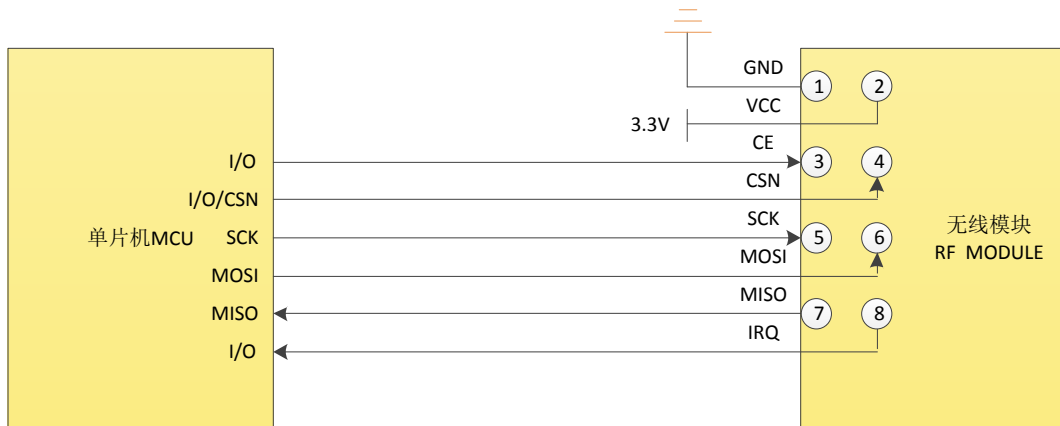 GND
1 2
VCC
3.3V
CE
I/O
3 4
CSN
I/O/CSN
SCK
单片机MCU SCK
5 6
无线模块
RF MODULE
MOSI
MOSI
MISO
MISO
7 8
IRQ
I/O